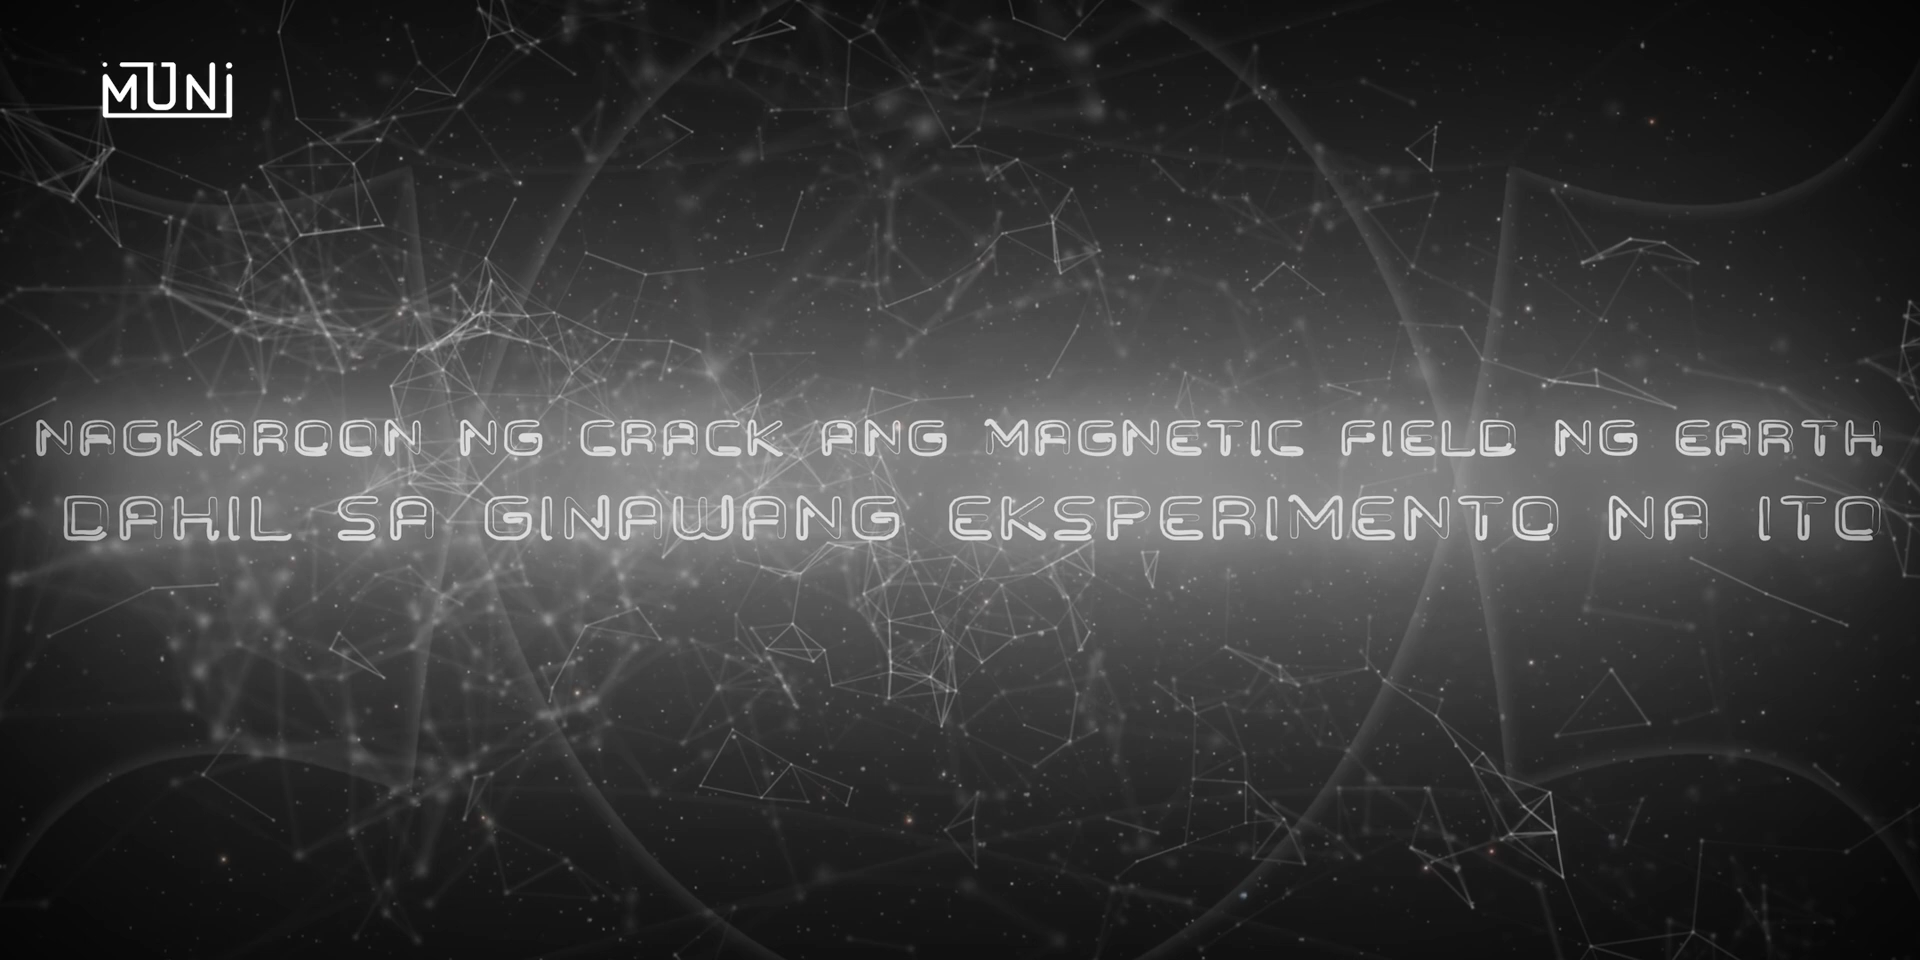 MUNI
NAGKAROON NG CRACK ANG MAGNETIC FIELD NG EARTH
DAHIL SA GINAWANG EKSPERIMENTO NA ITO